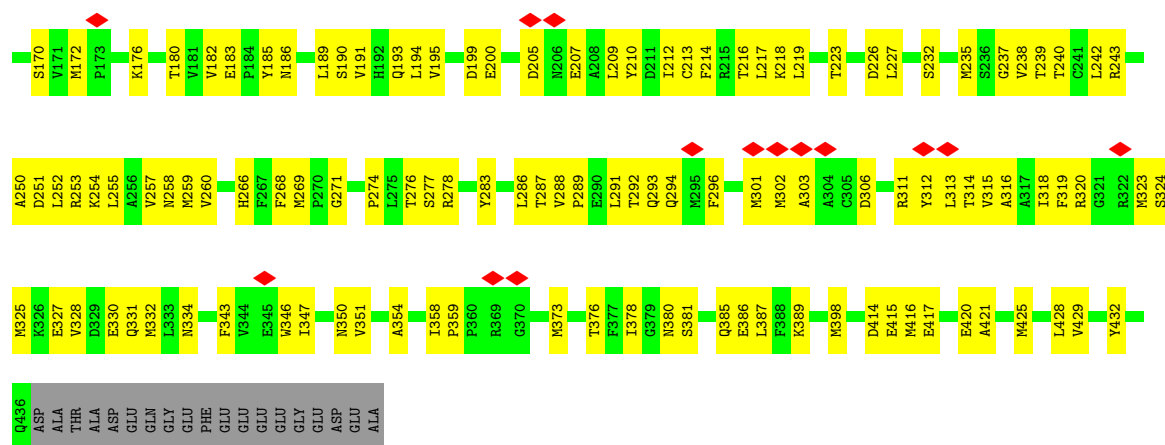 S170 V171 M172 P173 K176 T180 V181 V182 E183 P184 Y185 N186 L189 S190 V191 H192 Q193 L194 V195 D199 E200 D205 N206 E207 A208 L209 Y210 D211 I212 C213 F214 R215 T216 L217 K218 L219 T223 D226 L227 S232 M235 S236 G237 V238 T239 T240 C241 L242 R243
A250 D251 L252 R253 K254 L255 A256 V257 N258 M259 V260 H266 F267 F268 M269 P270 G271 P274 L275 T276 S277 R278 Y283 L286 T287 V288 P289 E290 L291 T292 Q293 Q294 M295 F296 M301 M302 A303 A304 C305 D306 R311 Y312 L313 T314 V315 A316 A317 I318 F319 R320 G321 R322 M323 S324
M325 K326 E327 V328 D329 E330 Q331 M332 L333 N334 F343 V344 E345 W346 I347 N350 V351 A354 I358 P359 P360 R369 G370 M373 T376 F377 I378 G379 N380 S381 Q385 E386 L387 F388 K389 M398 D414 E415 M416 E417 E420 A421 M425 L428 V429 Y432
Q436 ASP ALA THR ALA ASP GLU GLN GLY GLU PHE GLU GLU GLU GLU GLY GLU ASP GLU ALA